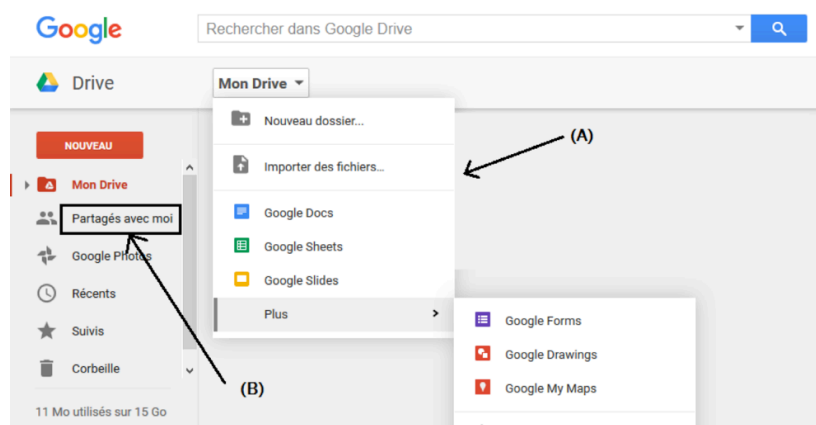 Google
Rechercher dans Google Drive
Drive
Mon Drive
Nouveau dossier...
(A)
NOUVEAU
Importer des fichiers...
Mon Drive
Partagés avec moi
Google Docs
Google Photos
Google Sheets
Récents
Google Slides
Suivis
Plus
Google Forms
Corbeille
Google Drawings
(B)
Google My Maps
11 Mo utilisés sur 15 Go